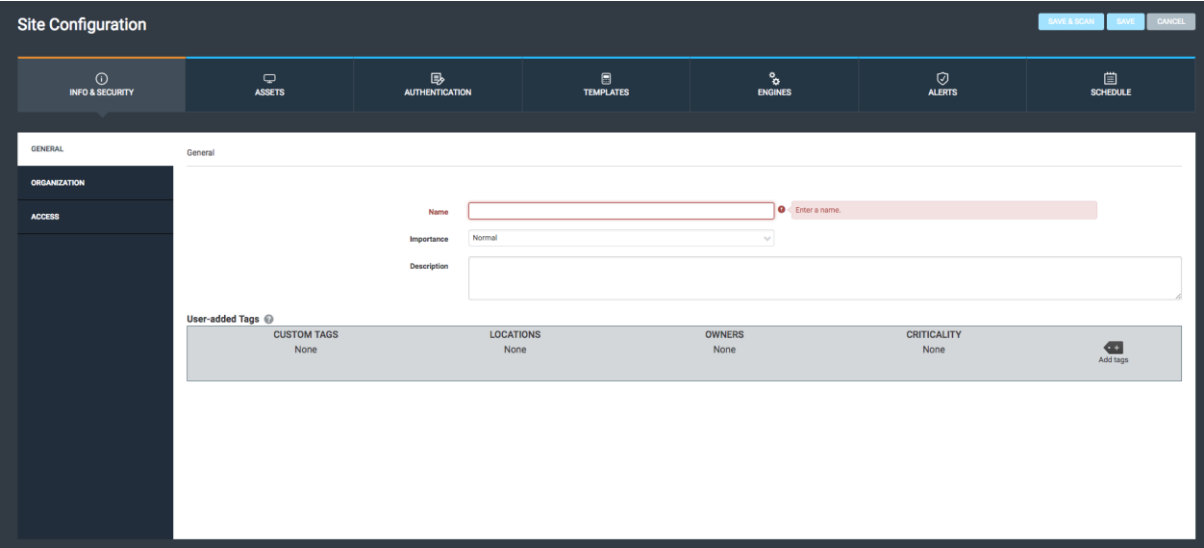 Site Configuration
SAVE & SCAN SAVE CANCEL
INFO & SECURITY ASSETS AUTHENTICATION TEMPLATES ENGINES ALERTS SCHEDULE
GENERAL
General
ORGANIZATION
ACCESS
Name Enter a name.
Importance Normal
Description
User-added Tags
CUSTOM TAGS LOCATIONS OWNERS CRITICALITY
None None None None
Add tags